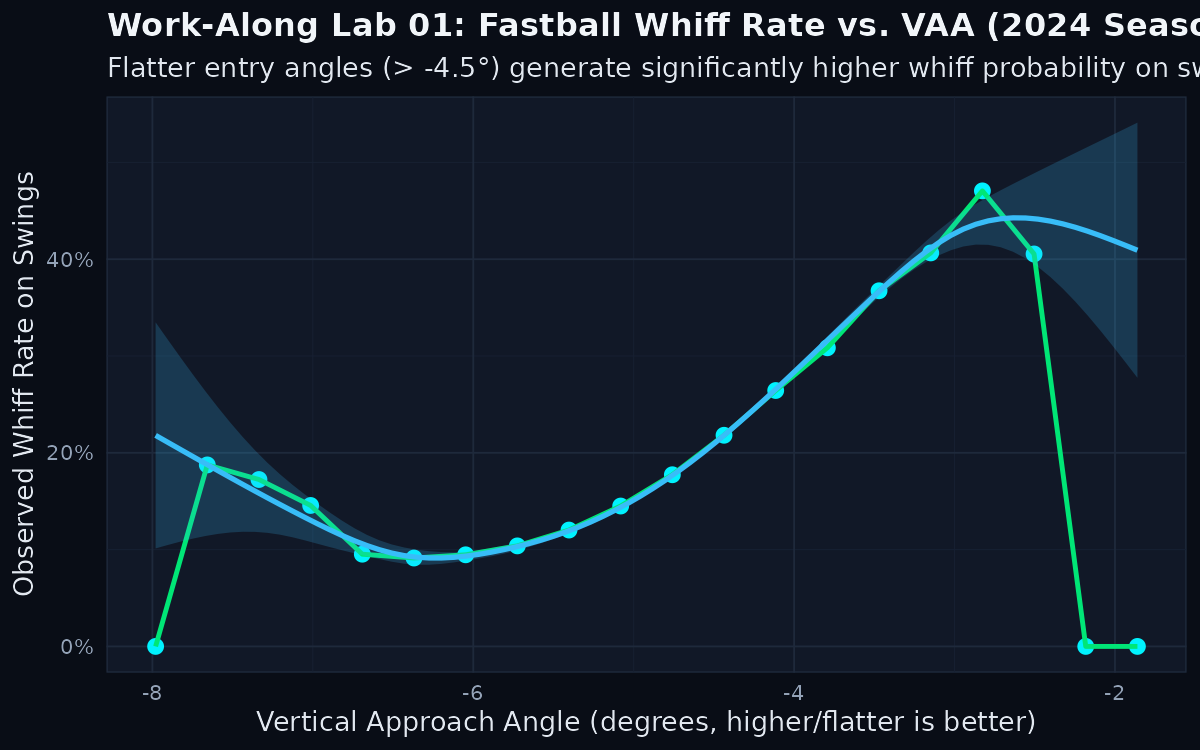 Work-Along Lab 01: Fastball Whiff Rate vs. VAA (2024
Flatter entry angles (> -4.5°) generate significantly higher whiff probability on
Observed Whiff Rate on Swings
40%
20%
0%
-8 -6 -4 -2
Vertical Approach Angle (degrees, higher/flatter is better)